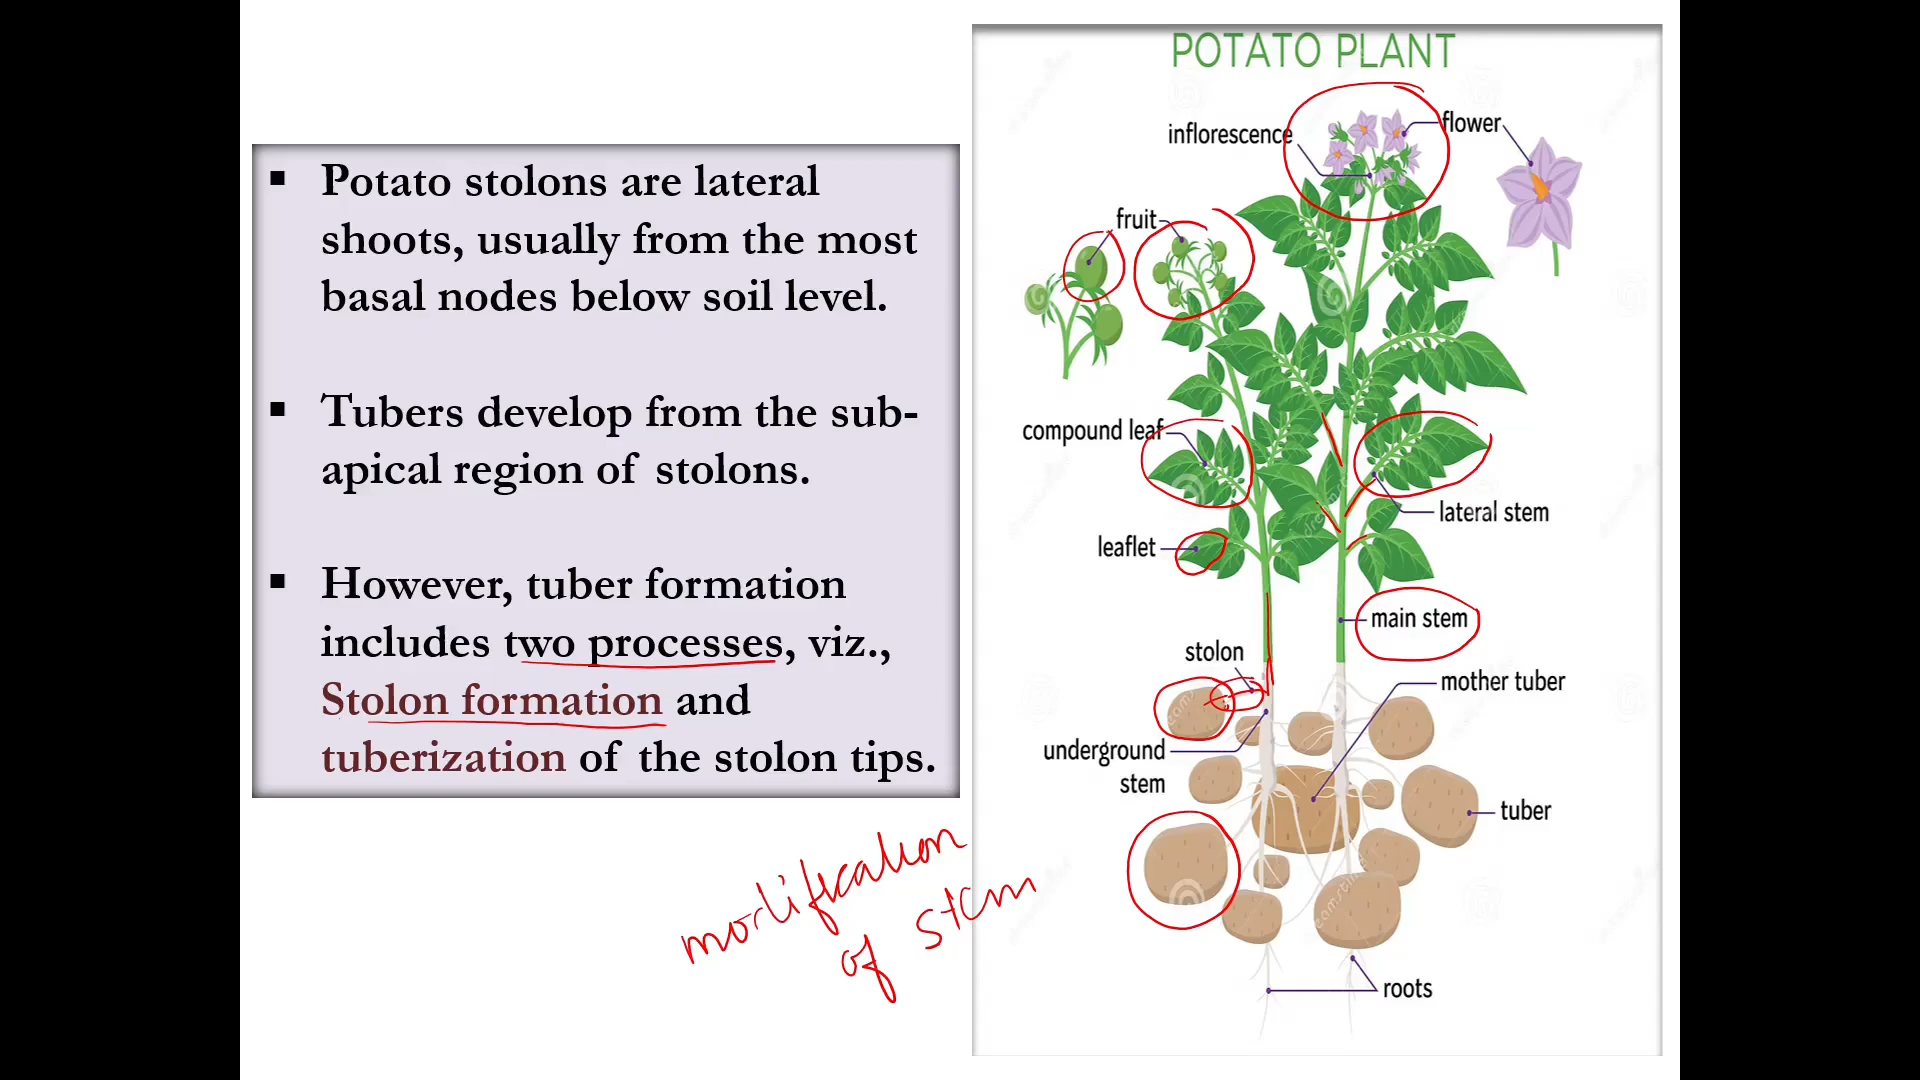 ▪ Potato stolons are lateral
shoots, usually from the most
basal nodes below soil level.
▪ Tubers develop from the sub-
apical region of stolons.
▪ However, tuber formation
includes two processes, viz.,
Stolon formation and
tuberization of the stolon tips.
modification
of stem
POTATO PLANT
inflorescence
flower
fruit
compound leaf
lateral stem
leaflet
main stem
stolon
mother tuber
underground
stem
tuber
roots